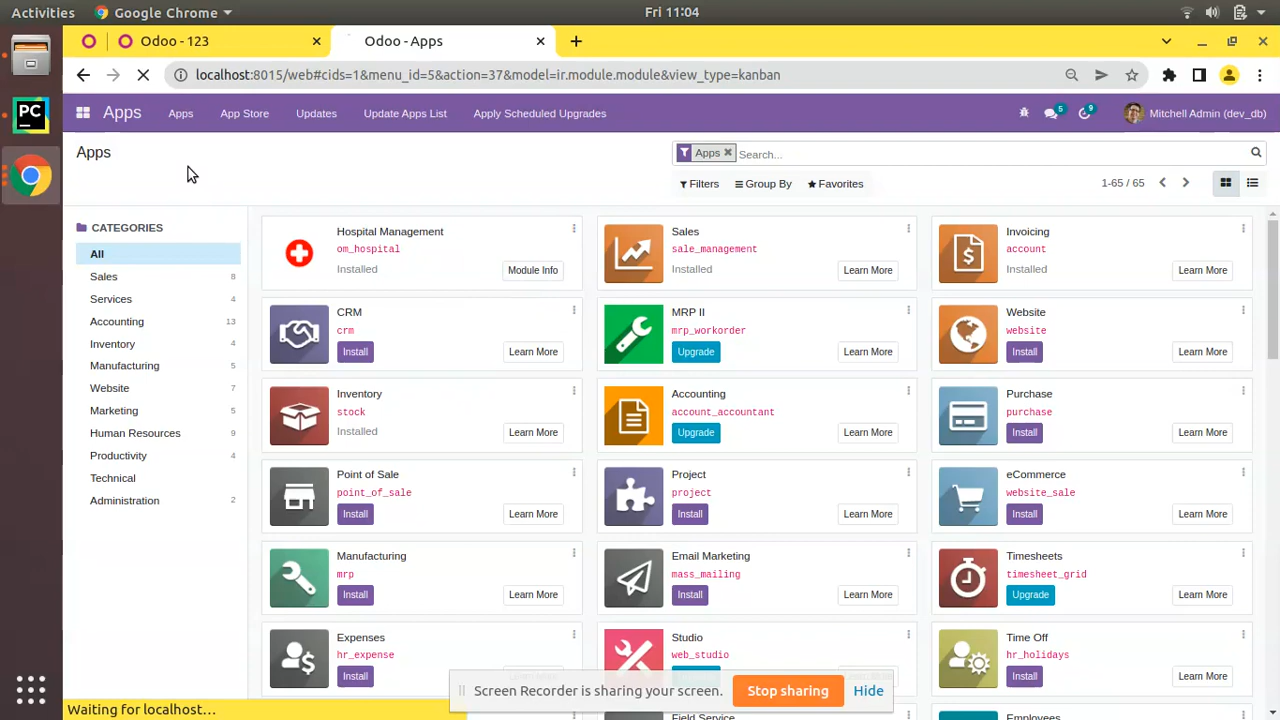 Activities Google Chrome Fri 11:04
Odoo - 123 Odoo - Apps
localhost:8015/web#cids=1&menu_id=5&action=37&model=ir.module.module&view_type=kanban
Apps Apps App Store Updates Update Apps List Apply Scheduled Upgrades 5 9 Mitchell Admin (dev_db)
Apps
Apps Search...
Filters Group By Favorites 1-65 / 65
CATEGORIES
All
Sales 8
Services 4
Accounting 13
Inventory 4
Manufacturing 5
Website 7
Marketing 5
Human Resources 9
Productivity 4
Technical
Administration 2
Hospital Management
om_hospital
Installed Module Info
Sales
sale_management
Installed Learn More
Invoicing
account
Installed Learn More
CRM
crm
Install Learn More
MRP II
mrp_workorder
Upgrade Learn More
Website
website
Install Learn More
Inventory
stock
Installed Learn More
Accounting
account_accountant
Upgrade Learn More
Purchase
purchase
Install Learn More
Point of Sale
point_of_sale
Install Learn More
Project
project
Install Learn More
eCommerce
website_sale
Install Learn More
Manufacturing
mrp
Install Learn More
Email Marketing
mass_mailing
Install Learn More
Timesheets
timesheet_grid
Upgrade Learn More
Expenses
hr_expense
Install
Studio
web_studio
Time Off
hr_holidays
Install Learn More
Screen Recorder is sharing your screen. Stop sharing Hide
Waiting for localhost...
Field Service
Employees
PC